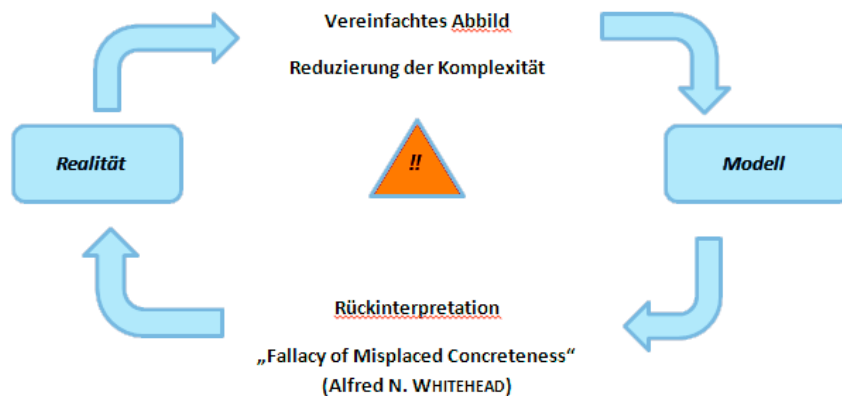 Vereinfachtes Abbild
Reduzierung der Komplexität
Realität
!!
Modell
Rückinterpretation
„Fallacy of Misplaced Concreteness“
(Alfred N. WHITEHEAD)